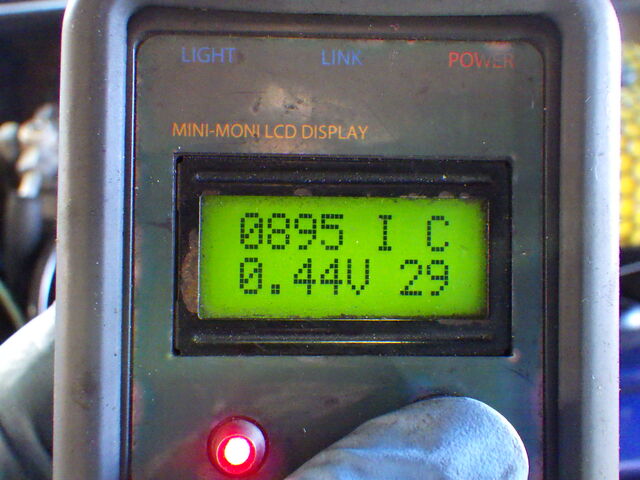 LIGHT LINK POWER
MINI-MONI LCD DISPLAY
0895 I C
0.44V 29